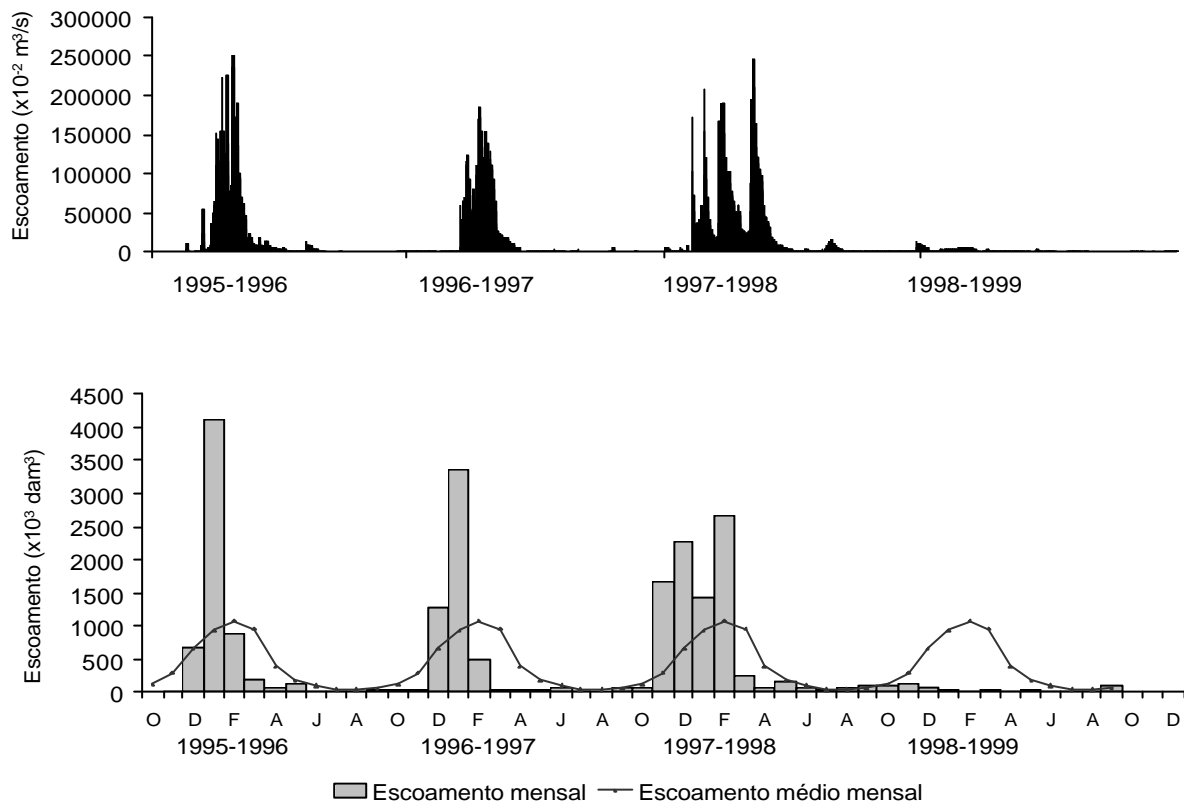 Escoamento (x10⁻² m³/s)
300000
250000
200000
150000
100000
50000
0
1995-1996 1996-1997 1997-1998 1998-1999
Escoamento (x10³ dam³)
4500
4000
3500
3000
2500
2000
1500
1000
500
0
O D F A J A O D F A J A O D F A J A O D F A J A O D
1995-1996 1996-1997 1997-1998 1998-1999
Escoamento mensal Escoamento médio mensal